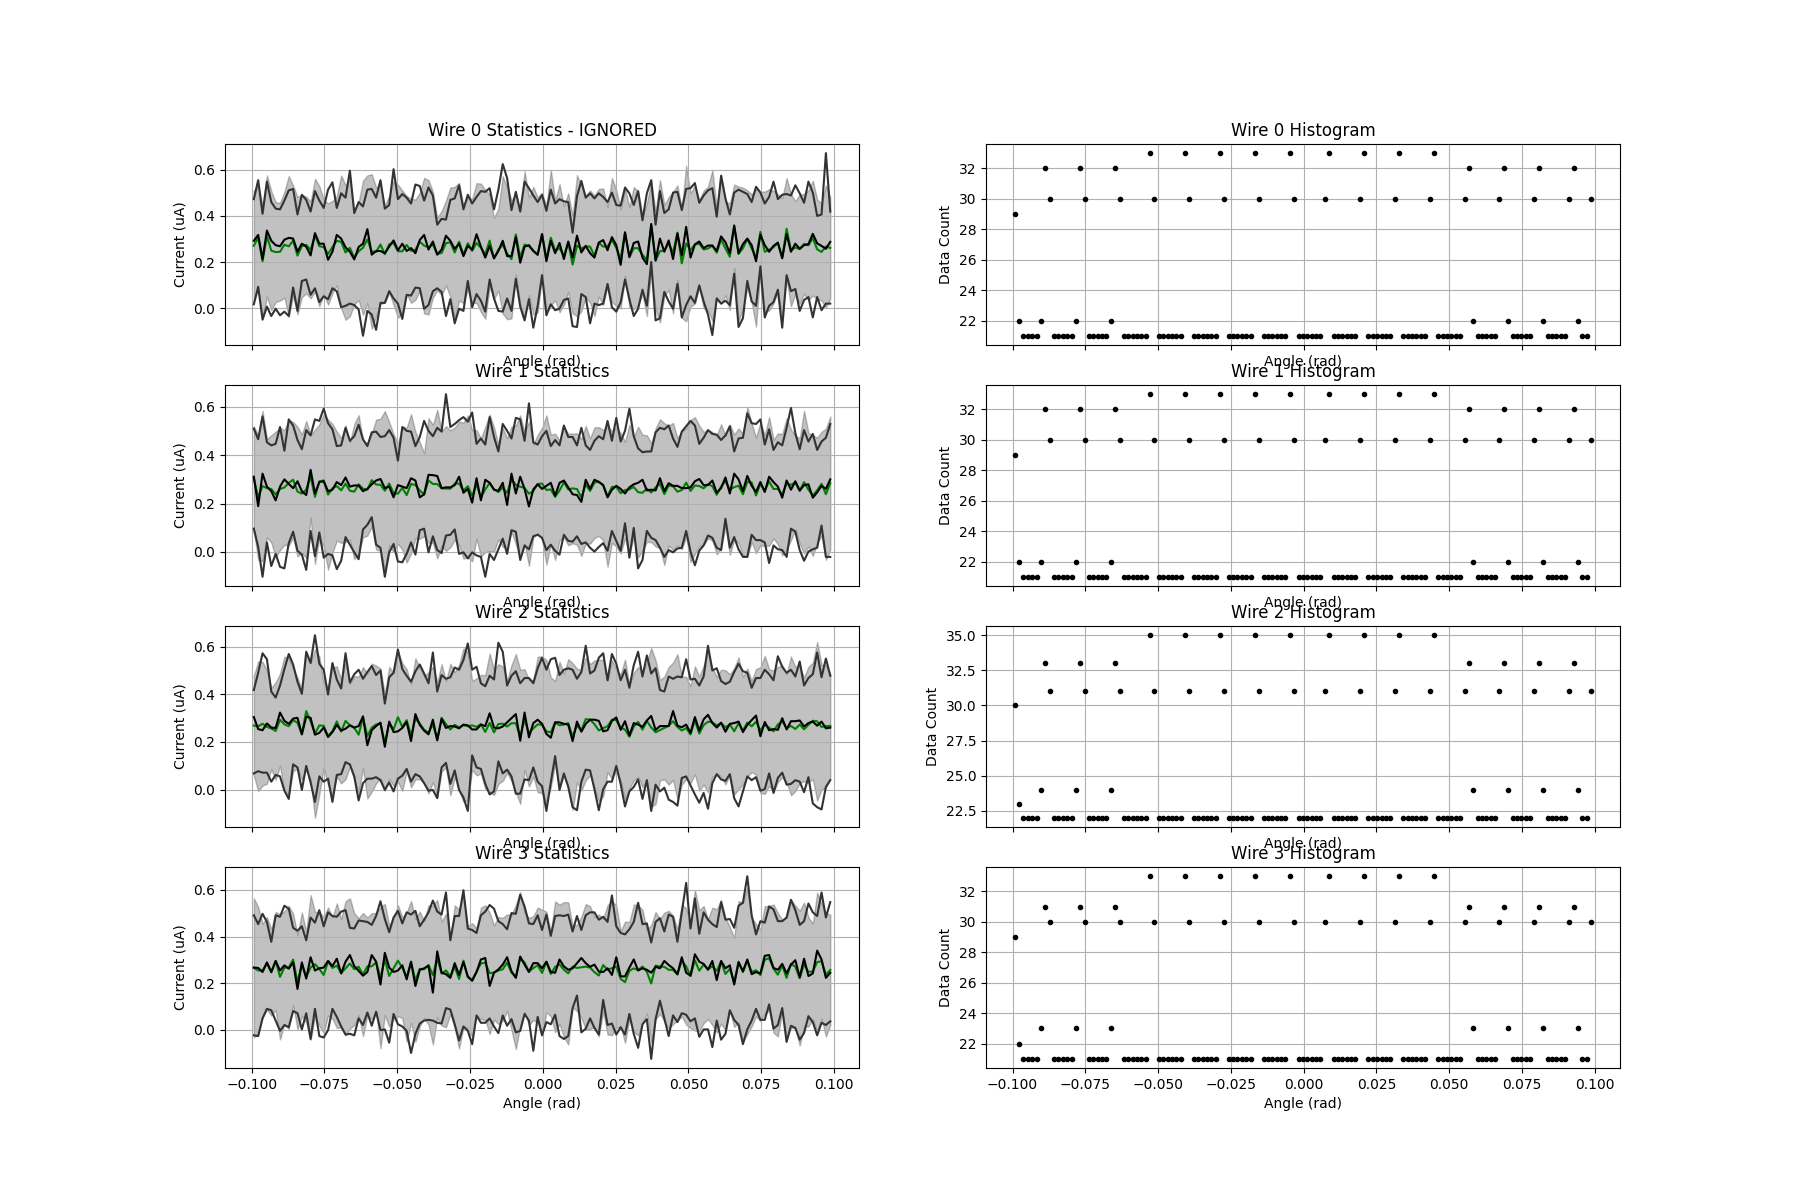 Wire 0 Statistics - IGNORED
Current (uA)
0.6
0.4
0.2
0.0
Angle (rad)
Wire 0 Histogram
Data Count
32
30
28
26
24
22
Angle (rad)
Wire 1 Statistics
Current (uA)
0.6
0.4
0.2
0.0
Angle (rad)
Wire 1 Histogram
Data Count
32
30
28
26
24
22
Angle (rad)
Wire 2 Statistics
Current (uA)
0.6
0.4
0.2
0.0
Angle (rad)
Wire 2 Histogram
Data Count
35.0
32.5
30.0
27.5
25.0
22.5
Angle (rad)
Wire 3 Statistics
Current (uA)
0.6
0.4
0.2
0.0
−0.100 −0.075 −0.050 −0.025 0.000 0.025 0.050 0.075 0.100
Angle (rad)
Wire 3 Histogram
Data Count
32
30
28
26
24
22
−0.100 −0.075 −0.050 −0.025 0.000 0.025 0.050 0.075 0.100
Angle (rad)